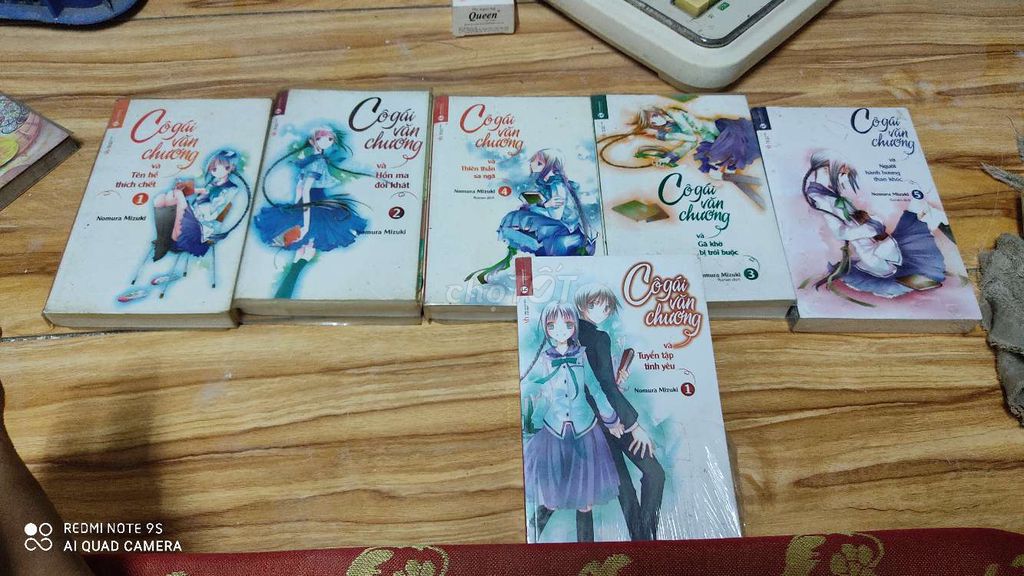 Queen
Cô gái
văn
chương
và
Tên hề
thích chết
1
Nomura Mizuki
Cô gái
văn
chương
và
Hồn ma
đói khát
2
Nomura Mizuki
Cô gái
văn
chương
và
Thiên thần
sa ngã
Nomura Mizuki 4
Cô gái
văn
chương
và
Gã khờ
bị trói buộc
Nomura Mizuki 3
Cô gái
văn
chương
và
Người
hành hương
than khóc
Nomura Mizuki 5
chợ TỐT
Cô gái
văn
chương
và
Tuyển tập
tình yêu
Nomura Mizuki 1
REDMI NOTE 9S
AI QUAD CAMERA